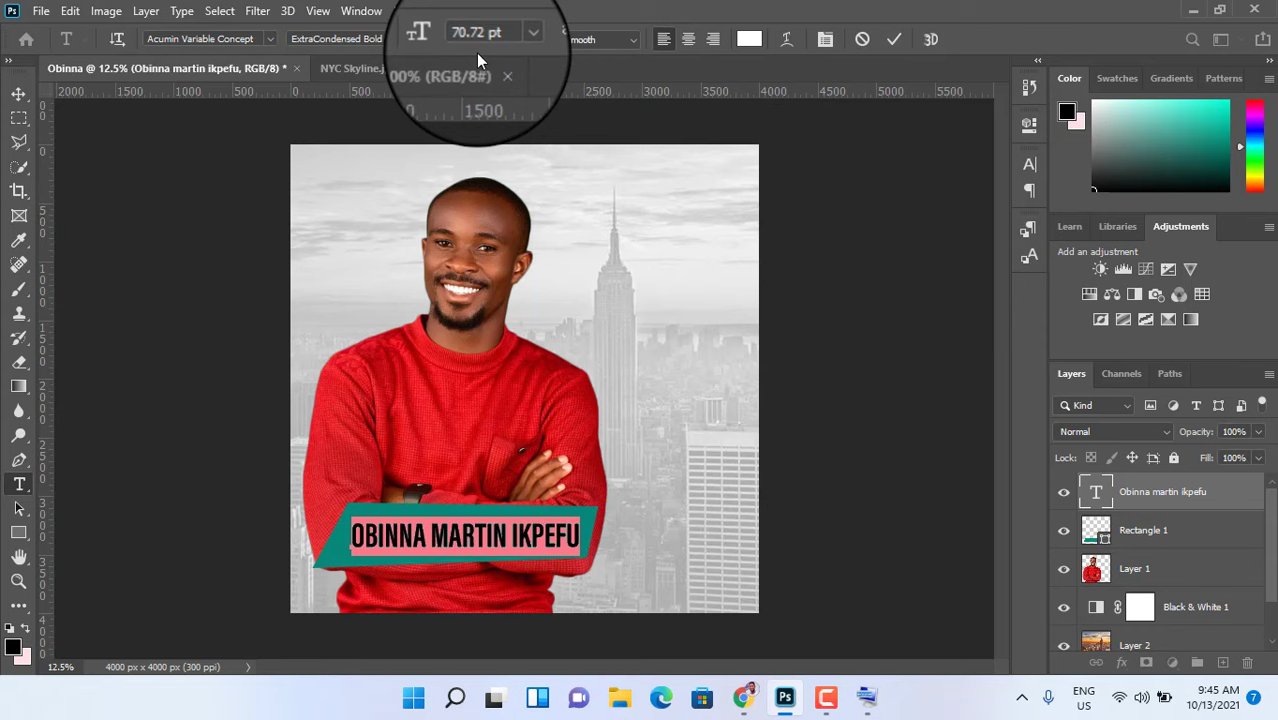 Ps File Edit Image Layer Type Select Filter 3D View Window
70.72 pt
Acumin Variable Concept ExtraCondensed Bold mooth 3D
Obinna @ 12.5% (Obinna martin ikpefu, RGB/8) * × NYC Skyline.j 00% (RGB/8#) ×
2000 1500 1000 500 0 1500 2500 3000 3500 4000 4500 5000 5500
Color Swatches Gradients Patterns
Learn Libraries Adjustments
Add an adjustment
OBINNA MARTIN IKPEFU
Layers Channels Paths
Kind
Normal Opacity: 100%
Lock: Fill: 100%
T Obinna martin ikpefu
Rectangle 1
Layer 1
Black & White 1
Layer 2
12.5% 4000 px x 4000 px (300 ppi)
ENG
US
9:45 AM
10/13/2021
7